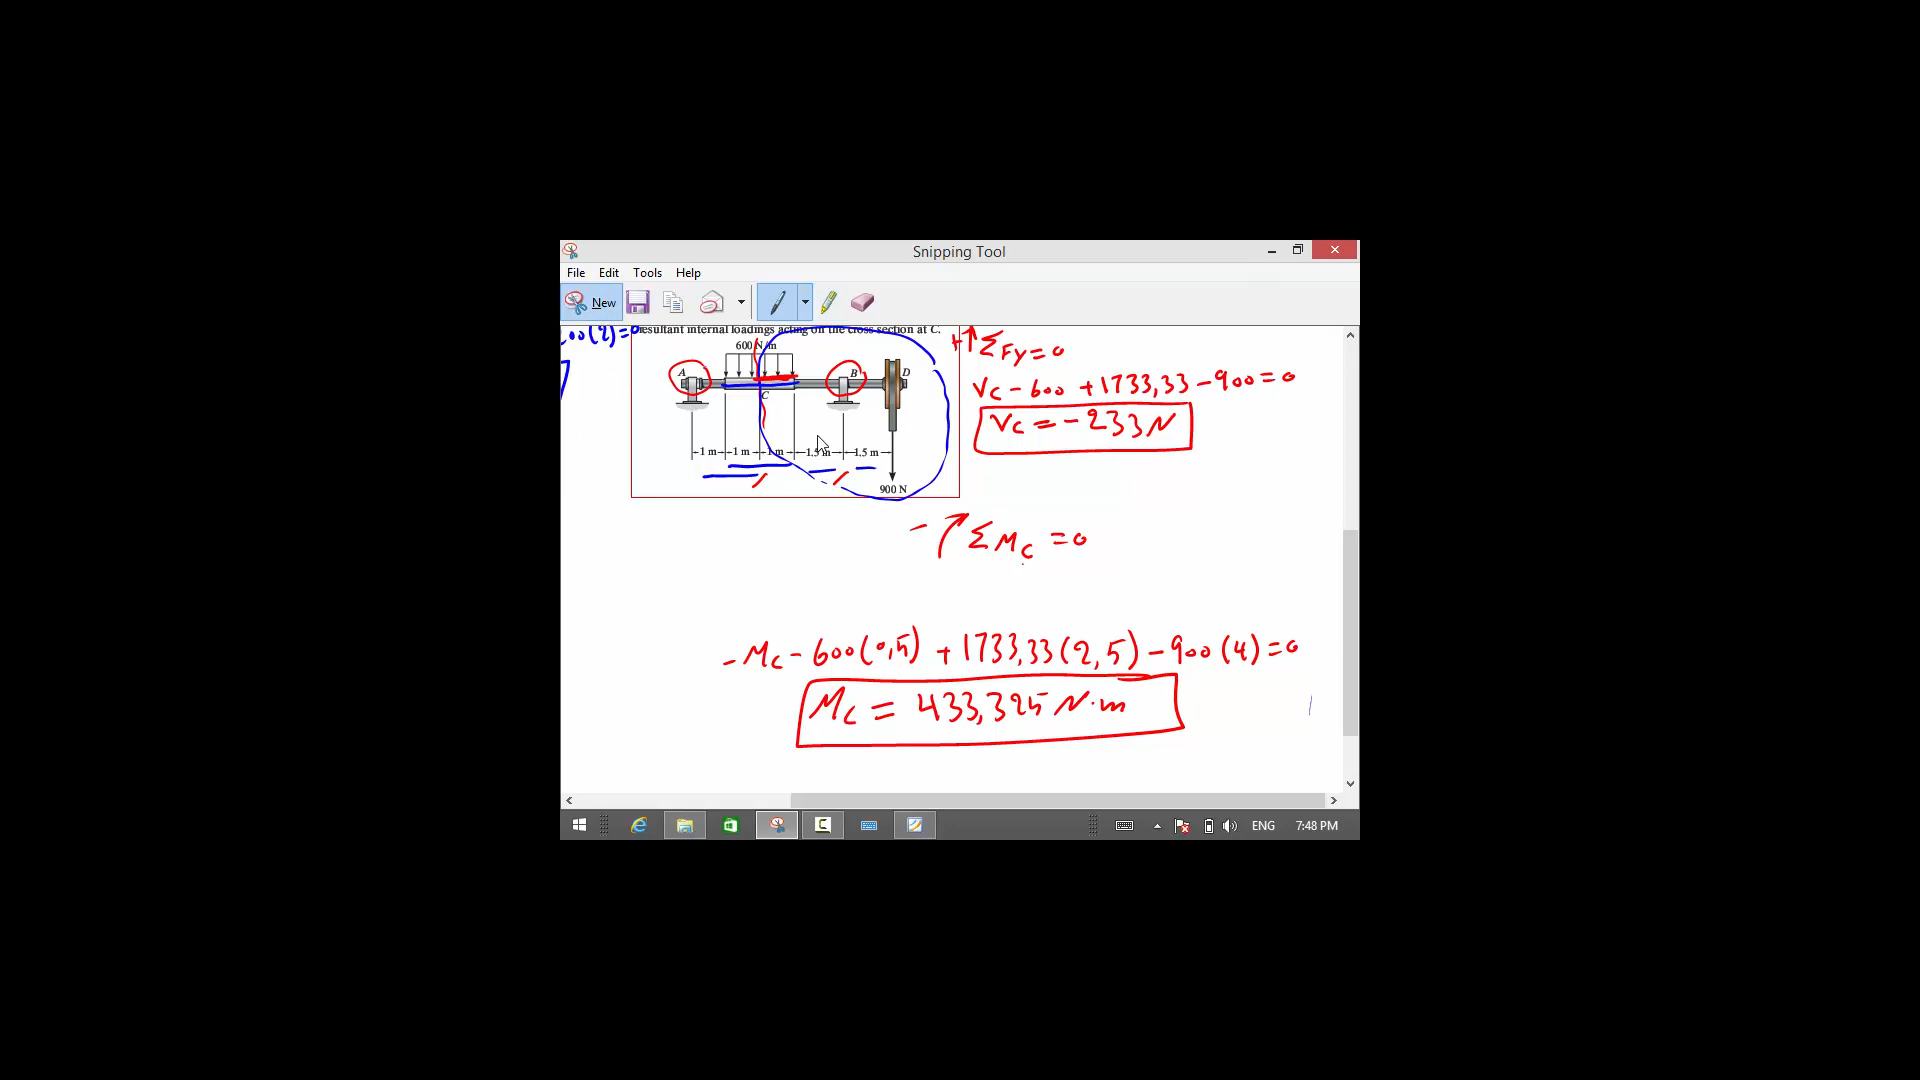 Snipping Tool
File Edit Tools Help
New
resultant internal loadings acting on the cross section at C.
600 N/m
A
B
D
C
1 m
1 m
1 m
1.5 m
1.5 m
900 N
+↑ΣFy=0
Vc-600+1733,33-900=0
Vc=-233N
ΣMc=0
-Mc-600(0,5)+1733,33(2,5)-900(4)=0
Mc=433,325 N·m
ENG 7:48 PM